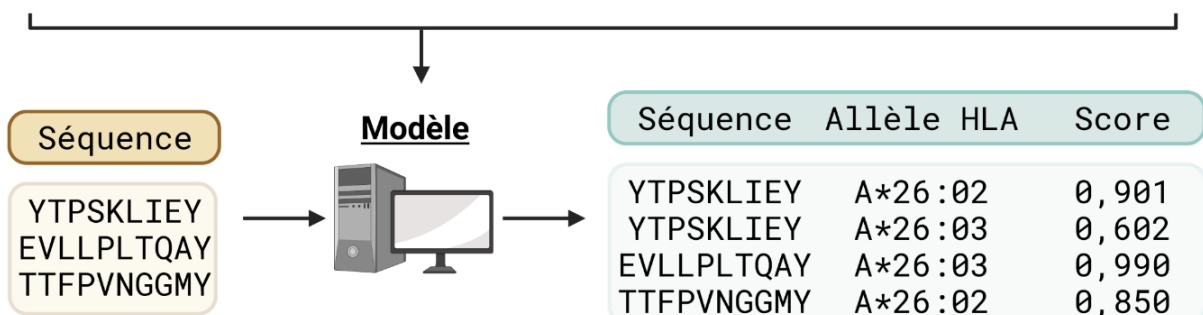 Séquence
YTPSKLIEY
EVLLPLTQAY
TTFPVNGGMY
Modèle
Séquence Allèle HLA Score
YTPSKLIEY A*26:02 0,901
YTPSKLIEY A*26:03 0,602
EVLLPLTQAY A*26:03 0,990
TTFPVNGGMY A*26:02 0,850